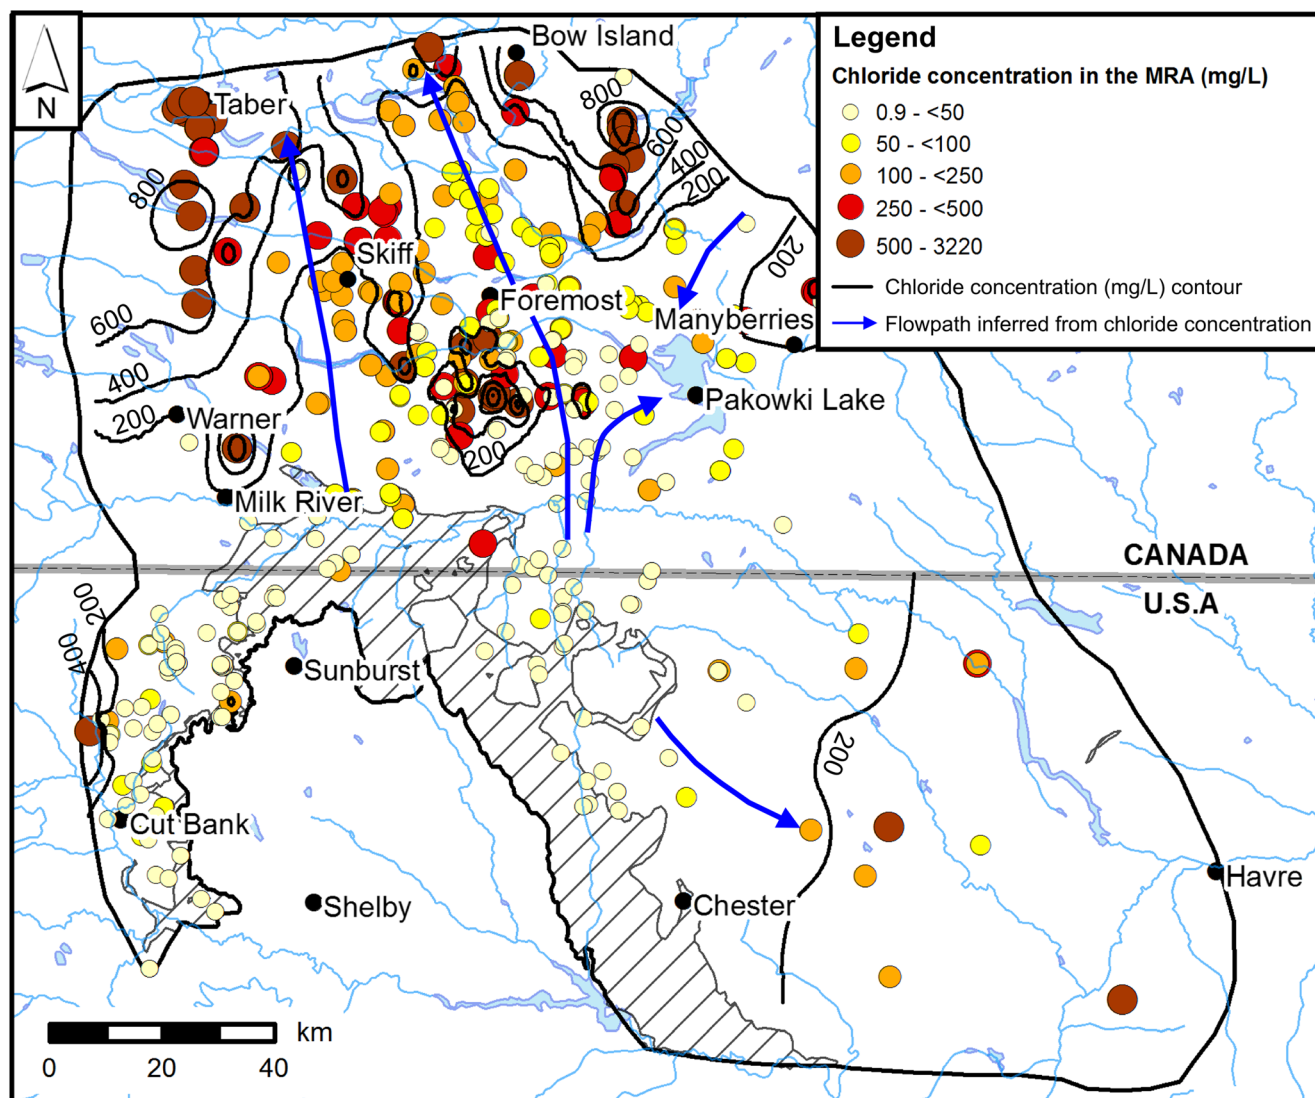 N
Legend
Chloride concentration in the MRA (mg/L)
0.9 - <50
50 - <100
100 - <250
250 - <500
500 - 3220
Chloride concentration (mg/L) contour
Flowpath inferred from chloride concentration
Bow Island
Taber
800
600
400
200
800
200
Skiff
Foremost
Manyberries
600
400
200
Warner
Pakowki Lake
200
Milk River
CANADA
U.S.A
200
400
Sunburst
200
Cut Bank
Shelby
Chester
Havre
km
0 20 40